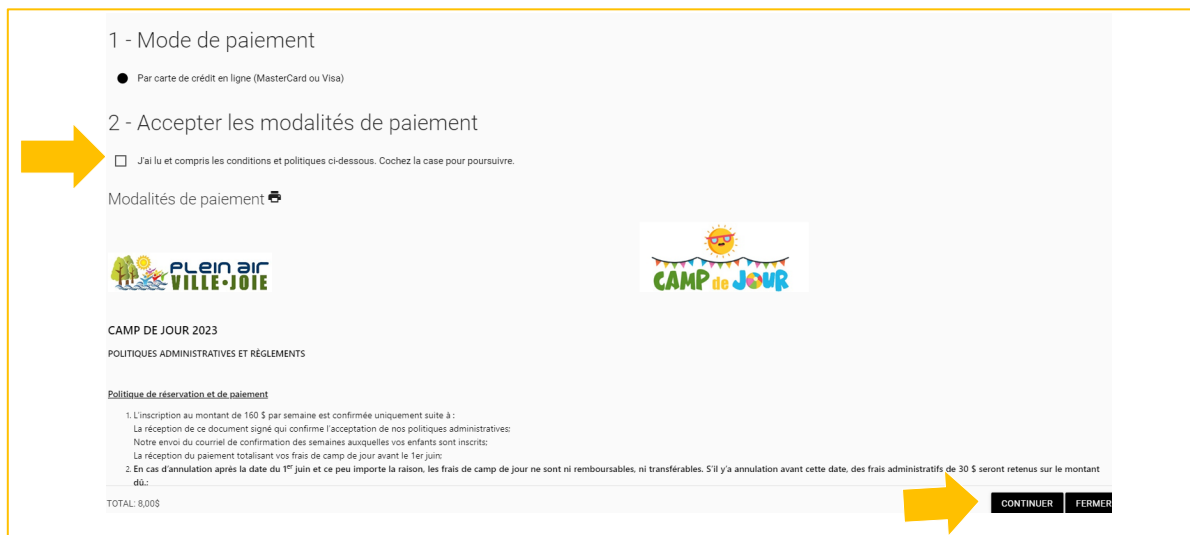 1 - Mode de paiement
Par carte de crédit en ligne (MasterCard ou Visa)
2 - Accepter les modalités de paiement
J'ai lu et compris les conditions et politiques ci-dessous. Cochez la case pour poursuivre.
Modalités de paiement
PLEIN AIR
VILLE•JOIE
CAMP de JOUR
CAMP DE JOUR 2023
POLITIQUES ADMINISTRATIVES ET RÈGLEMENTS
Politique de réservation et de paiement
1. L'inscription au montant de 160 $ par semaine est confirmée uniquement suite à :
La réception de ce document signé qui confirme l'acceptation de nos politiques administratives;
Notre envoi du courriel de confirmation des semaines auxquelles vos enfants sont inscrits;
La réception du paiement totalisant vos frais de camp de jour avant le 1er juin;
2. En cas d'annulation après la date du 1er juin et ce peu importe la raison, les frais de camp de jour ne sont ni remboursables, ni transférables. S'il y'a annulation avant cette date, des frais administratifs de 30 $ seront retenus sur le montant
dû.:
TOTAL: 8,00$
CONTINUER FERMER